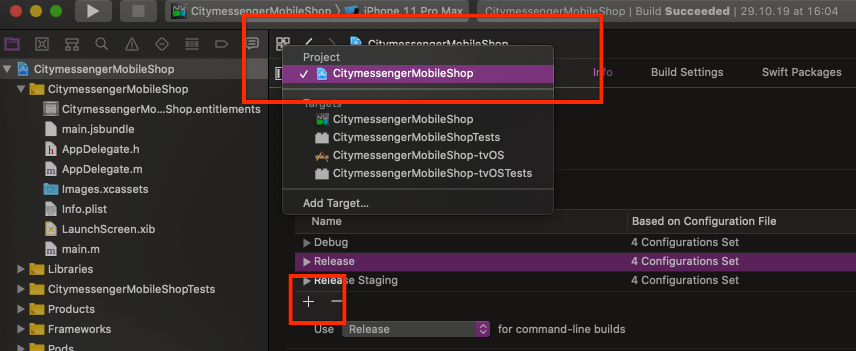 CitymessengerMobileShop iPhone 11 Pro Max CitymessengerMobileShop | Build Succeeded | 29.10.19 at 16:04
CitymessengerMobileShop
CitymessengerMobileShop
CitymessengerMobileShop
CitymessengerMo...Shop.entitlements
main.jsbundle
AppDelegate.h
AppDelegate.m
Images.xcassets
Info.plist
LaunchScreen.xib
main.m
Libraries
CitymessengerMobileShopTests
Products
Frameworks
Pods
Project
CitymessengerMobileShop
Targets
CitymessengerMobileShop
CitymessengerMobileShopTests
CitymessengerMobileShop-tvOS
CitymessengerMobileShop-tvOSTests
Add Target...
Info Build Settings Swift Packages
Name Based on Configuration File
Debug 4 Configurations Set
Release 4 Configurations Set
Release Staging 4 Configurations Set
+ −
Use Release for command-line builds